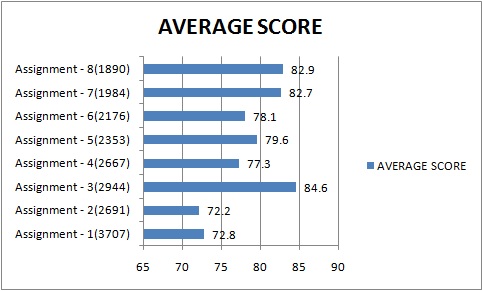 AVERAGE SCORE
Assignment - 8(1890) 82.9
Assignment - 7(1984) 82.7
Assignment - 6(2176) 78.1
Assignment - 5(2353) 79.6
Assignment - 4(2667) 77.3
AVERAGE SCORE
Assignment - 3(2944) 84.6
Assignment - 2(2691) 72.2
Assignment - 1(3707) 72.8
65 70 75 80 85 90